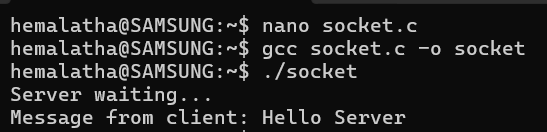 hemalatha@SAMSUNG:~$ nano socket.c
hemalatha@SAMSUNG:~$ gcc socket.c -o socket
hemalatha@SAMSUNG:~$ ./socket
Server waiting...
Message from client: Hello Server